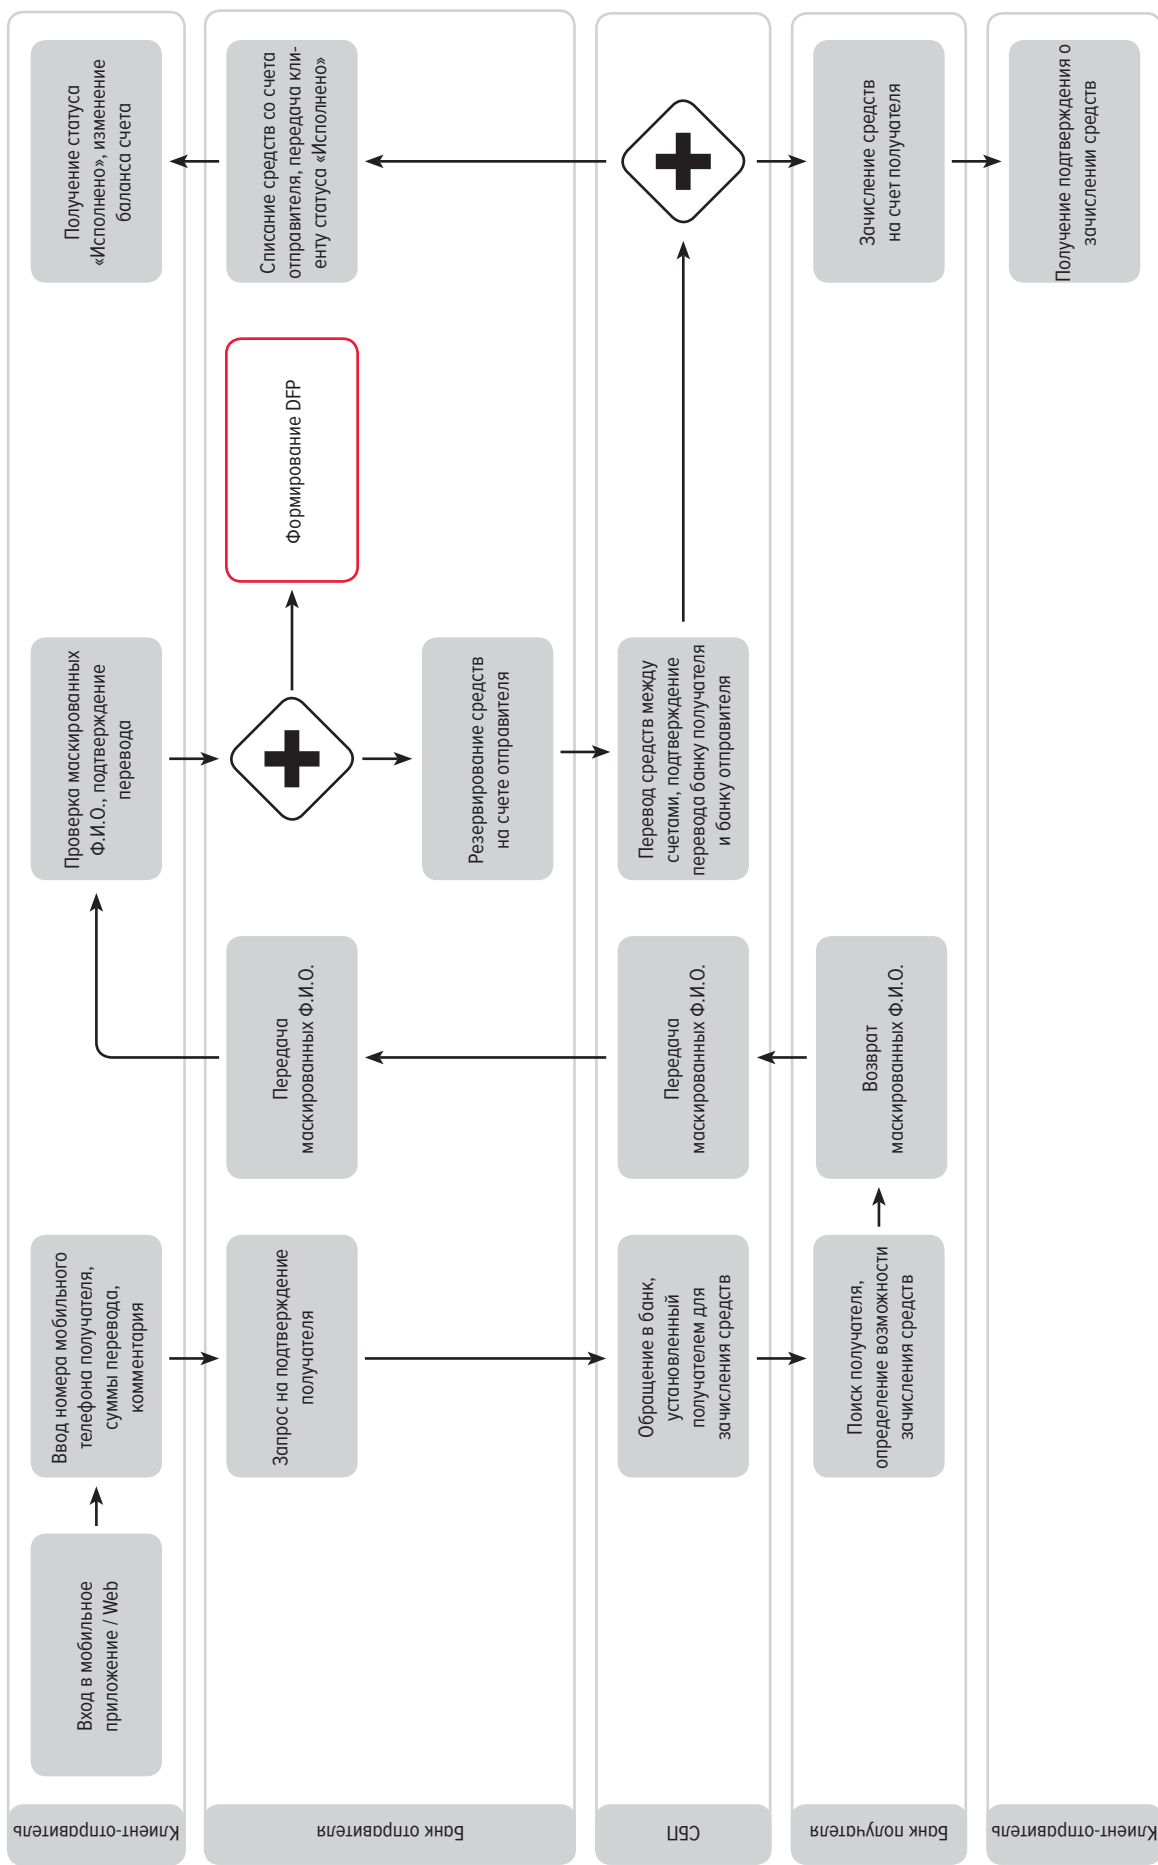 Клиент-отправитель
Вход в мобильное
приложение / Web
Ввод номера мобильного
телефона получателя,
суммы перевода,
комментария
Проверка маскированных
Ф.И.О., подтверждение
перевода
Получение статуса
«Исполнено», изменение
баланса счета
Банк отправителя
Запрос на подтверждение
получателя
Передача
маскированных Ф.И.О.
Резервирование средств
на счете отправителя
Формирование DFP
Списание средств со счета
отправителя, передача кли-
енту статуса «Исполнено»
СБП
Обращение в банк,
установленный
получателем для
зачисления средств
Передача
маскированных Ф.И.О.
Перевод средств между
счетами, подтверждение
перевода банку получателя
и банку отправителя
Банк получателя
Поиск получателя,
определение возможности
зачисления средств
Возврат
маскированных Ф.И.О.
Зачисление средств
на счет получателя
Клиент-отправитель
Получение подтверждения о
зачислении средств